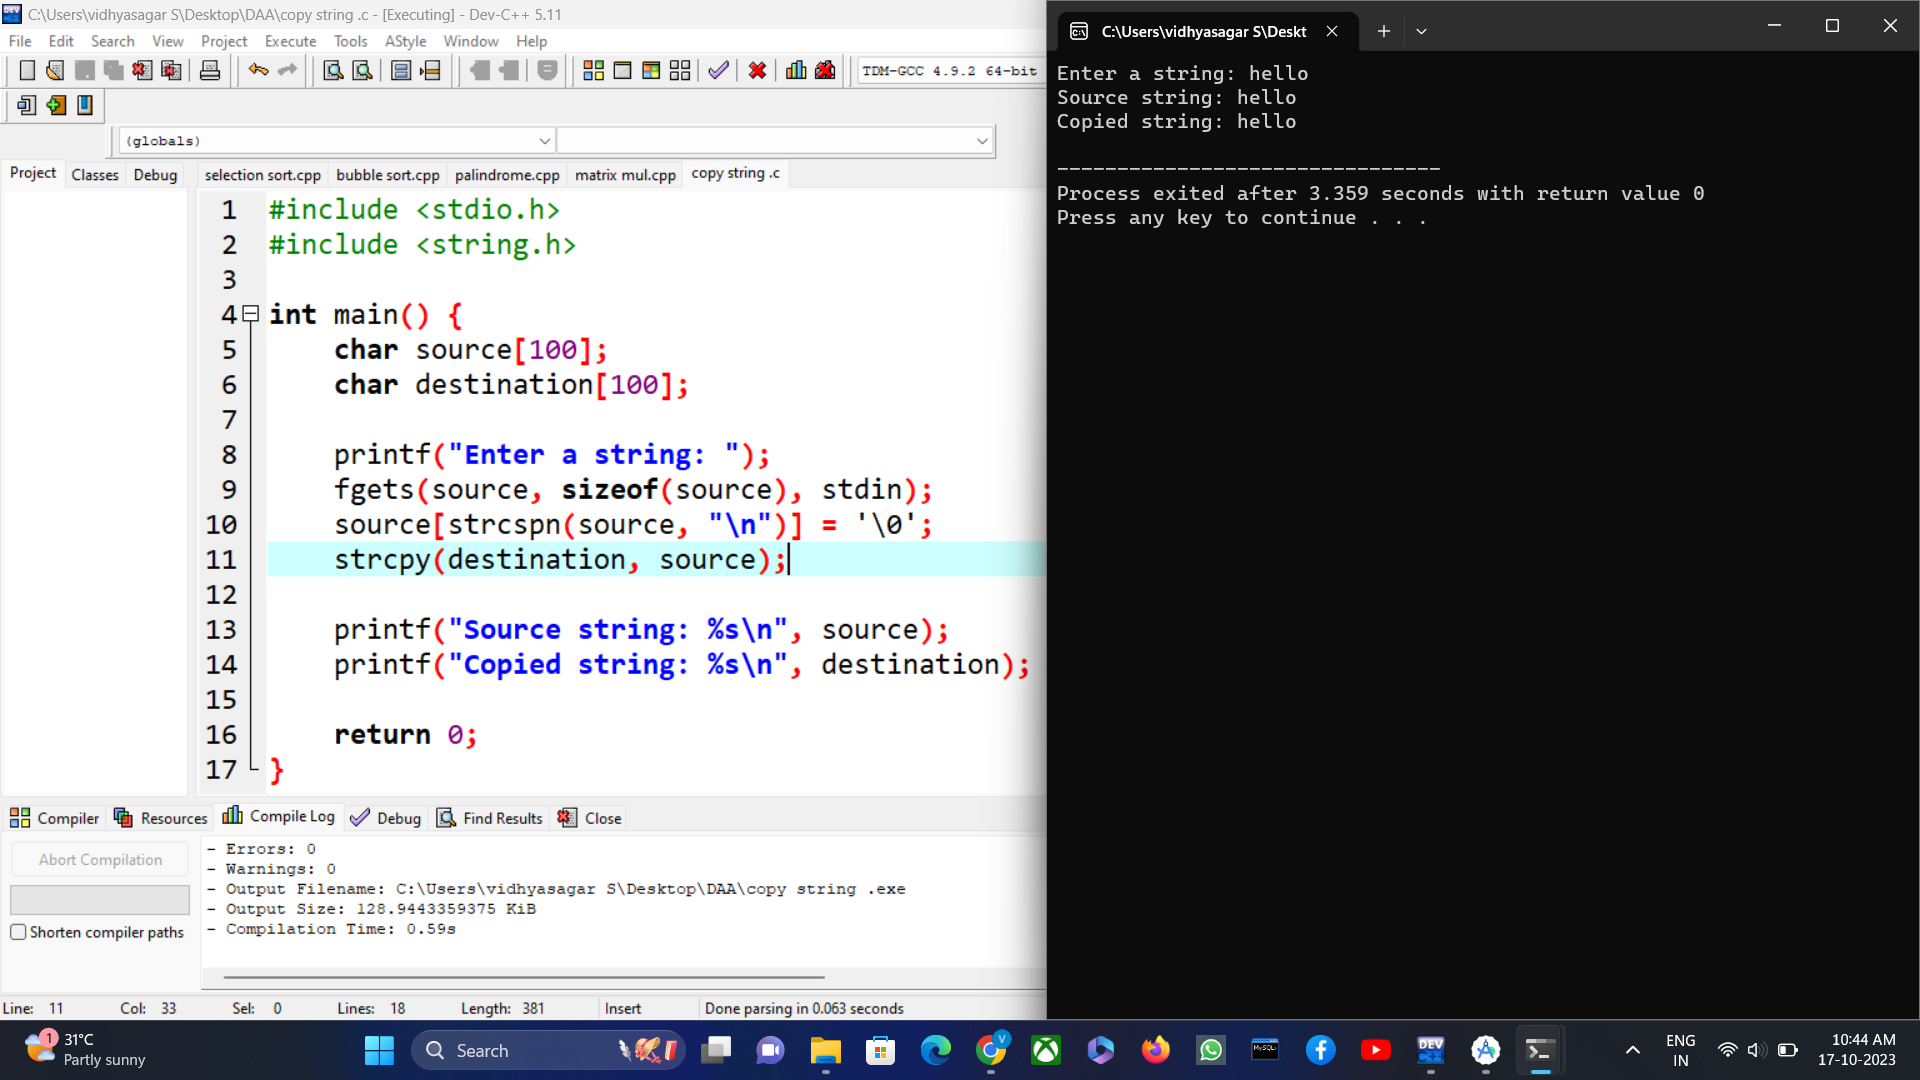 C:\Users\vidhyasagar S\Desktop\DAA\copy string .c - [Executing] - Dev-C++ 5.11
File Edit Search View Project Execute Tools AStyle Window Help
TDM-GCC 4.9.2 64-bit
(globals)
Project Classes Debug
selection sort.cpp bubble sort.cpp palindrome.cpp matrix mul.cpp copy string .c
1 #include <stdio.h>
2 #include <string.h>
3
4 int main() {
5 char source[100];
6 char destination[100];
7
8 printf("Enter a string: ");
9 fgets(source, sizeof(source), stdin);
10 source[strcspn(source, "\n")] = '\0';
11 strcpy(destination, source);
12
13 printf("Source string: %s\n", source);
14 printf("Copied string: %s\n", destination);
15
16 return 0;
17 }
Compiler Resources Compile Log Debug Find Results Close
Abort Compilation
Shorten compiler paths
- Errors: 0
- Warnings: 0
- Output Filename: C:\Users\vidhyasagar S\Desktop\DAA\copy string .exe
- Output Size: 128.9443359375 KiB
- Compilation Time: 0.59s
Line: 11 Col: 33 Sel: 0 Lines: 18 Length: 381 Insert Done parsing in 0.063 seconds
C:\Users\vidhyasagar S\Deskt
Enter a string: hello
Source string: hello
Copied string: hello
--------------------------------
Process exited after 3.359 seconds with return value 0
Press any key to continue . . .
1
31°C
Partly sunny
Search
V
MySQL
DEV
C++
ENG
IN
10:44 AM
17-10-2023